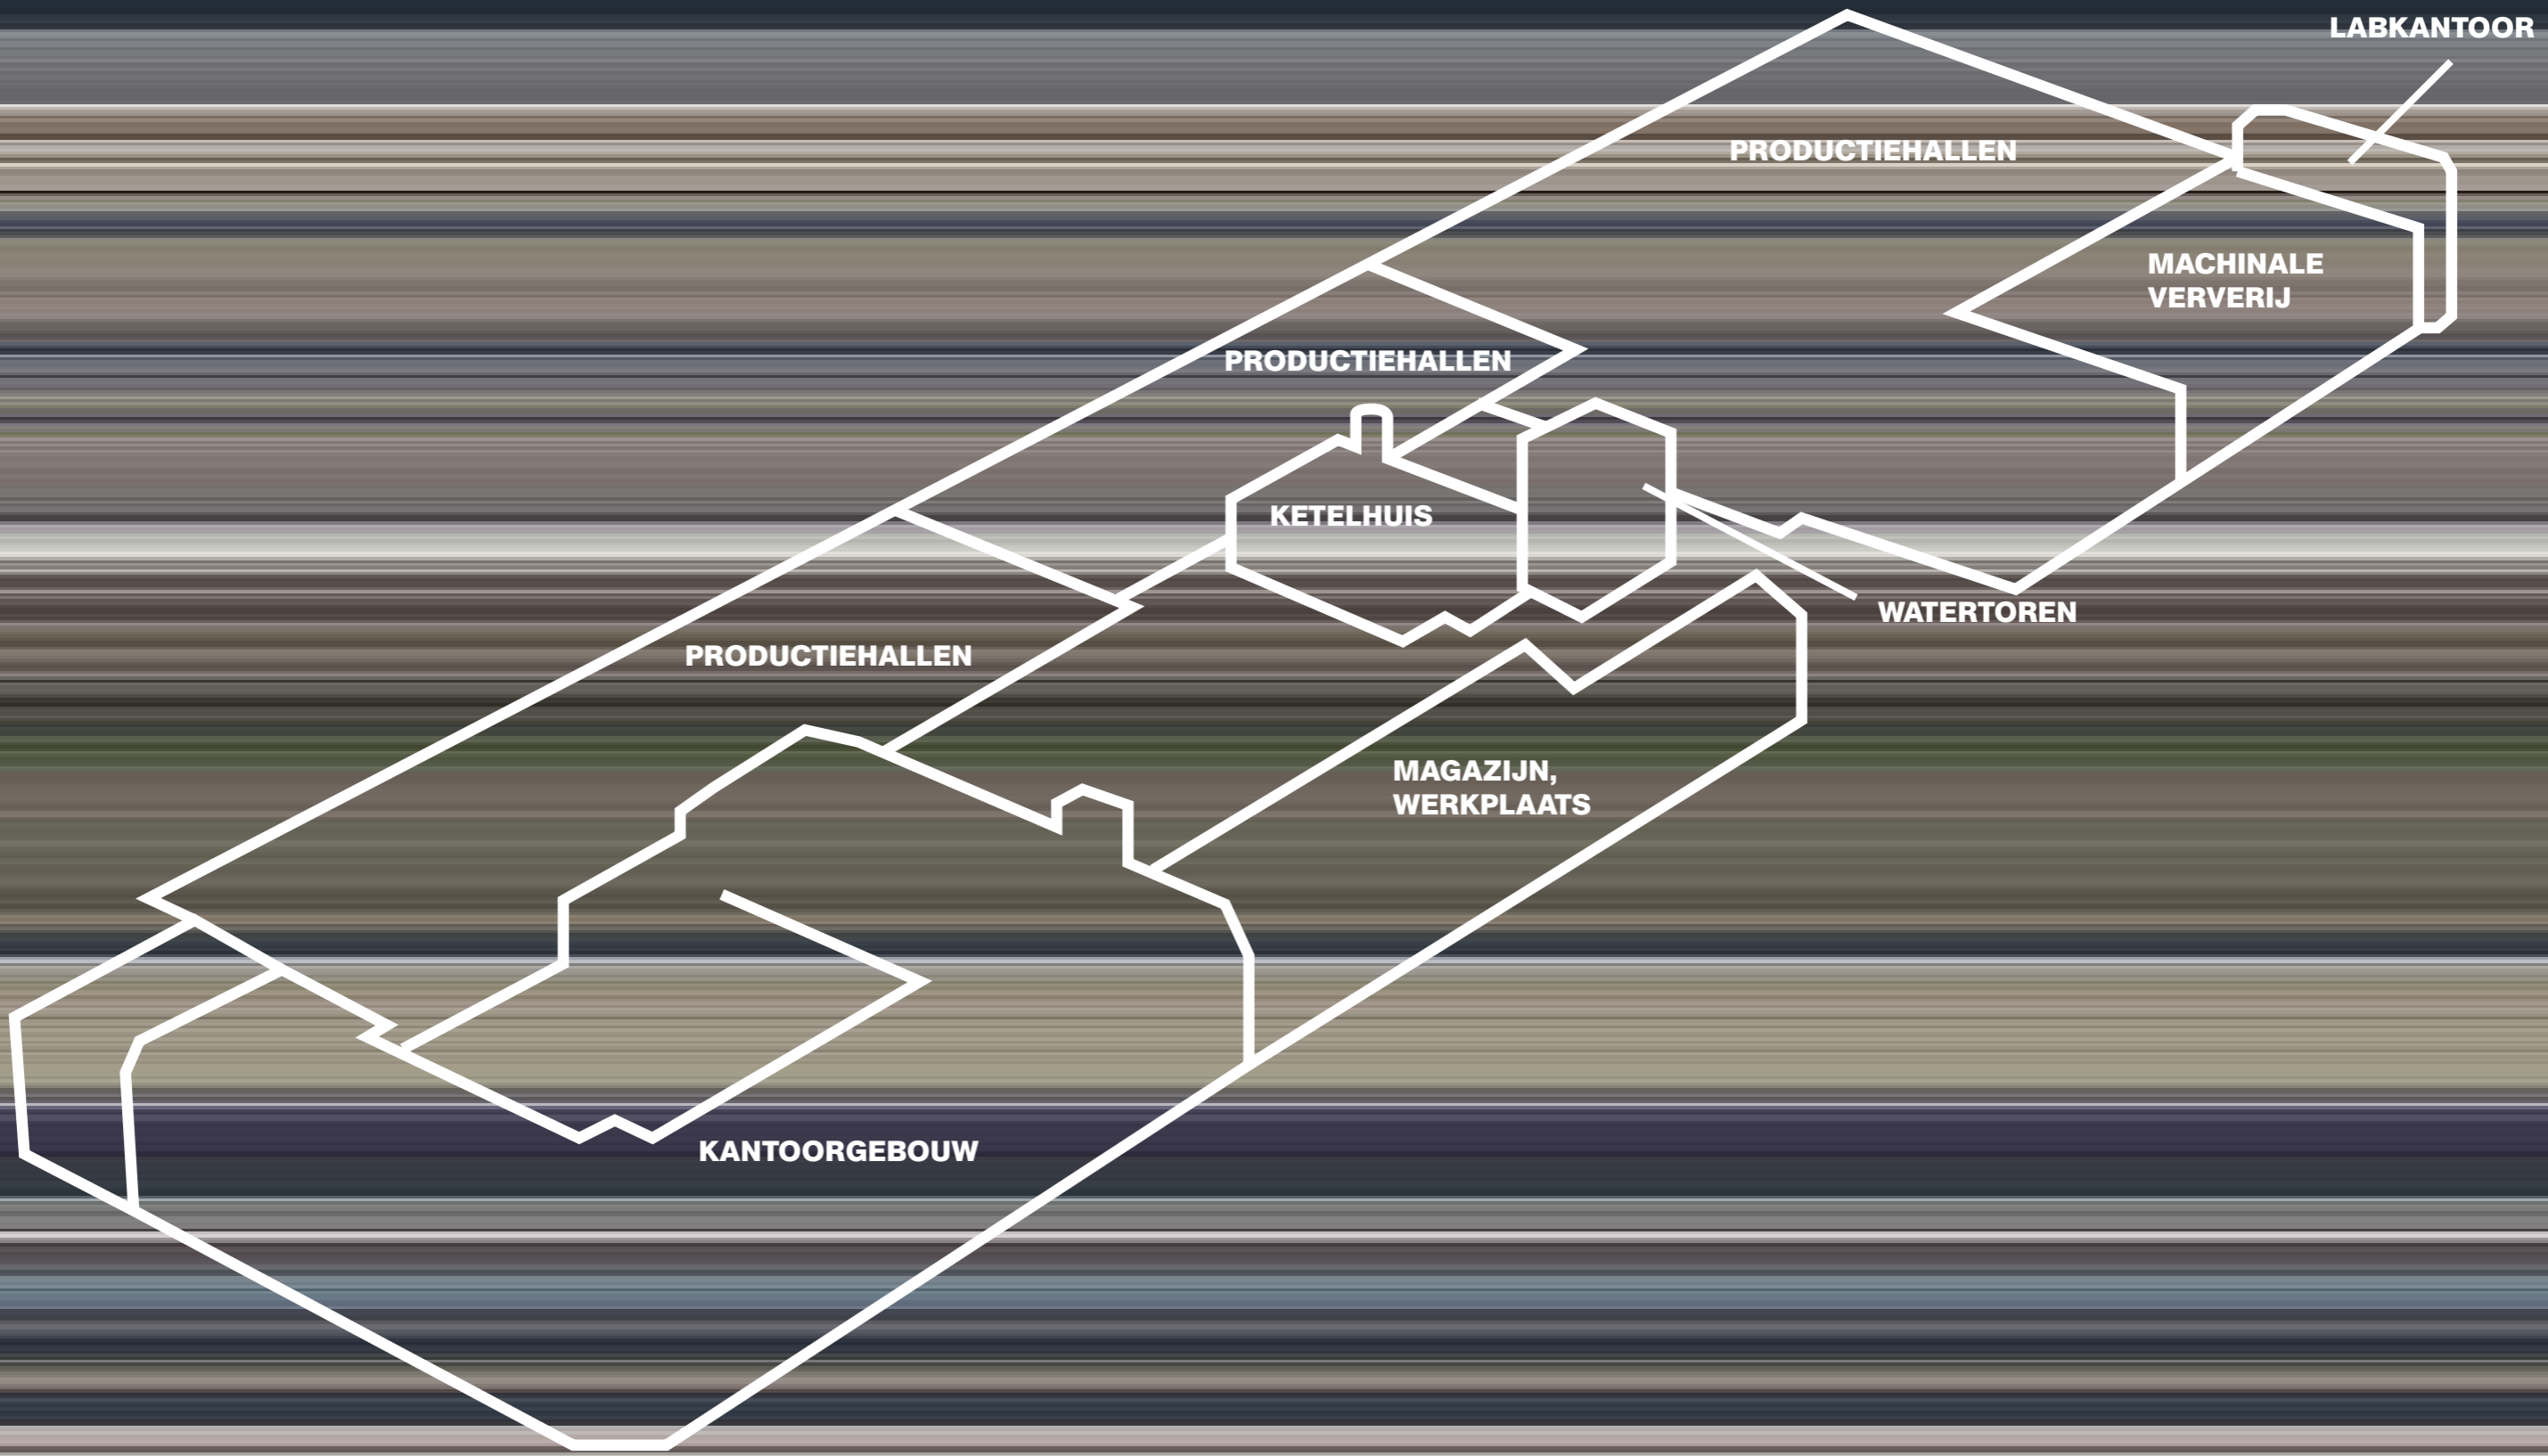 LABKANTOOR
PRODUCTIEHALLEN
MACHINALE
VERVERIJ
PRODUCTIEHALLEN
KETELHUIS
WATERTOREN
PRODUCTIEHALLEN
MAGAZIJN,
WERKPLAATS
KANTOORGEBOUW